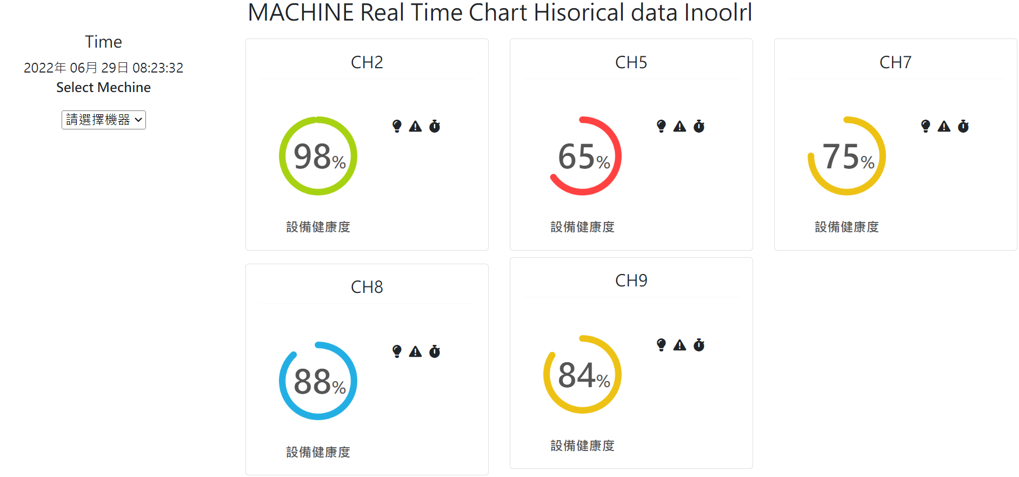 MACHINE Real Time Chart Hisorical data Inoolrl
Time
2022年 06月 29日 08:23:32
Select Mechine
請選擇機器
CH2
98%
設備健康度
CH5
65%
設備健康度
CH7
75%
設備健康度
CH8
88%
設備健康度
CH9
84%
設備健康度